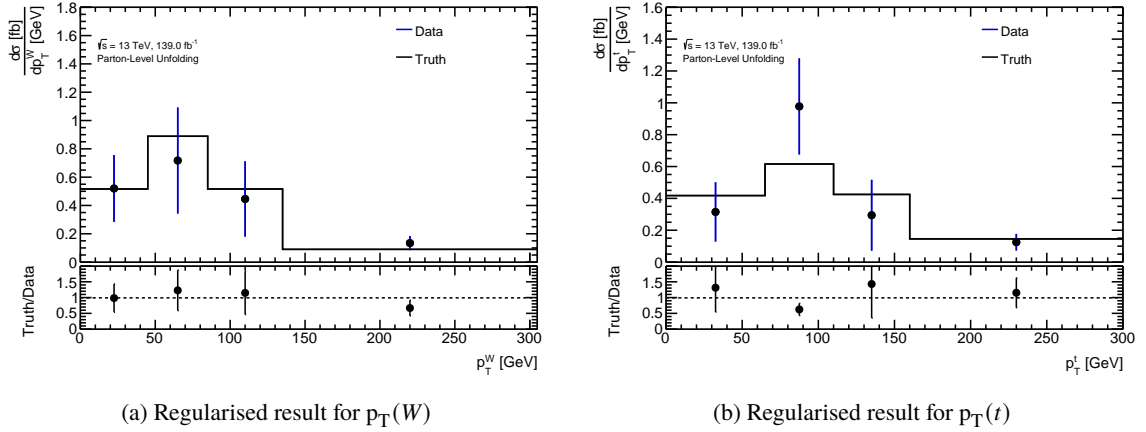 dσ [fb]
dp_T^W [GeV]
1.8
1.6
1.4
1.2
1
0.8
0.6
0.4
0.2
0
√s = 13 TeV, 139.0 fb⁻¹
Parton-Level Unfolding
Data
Truth
Truth/Data
1.5
1
0.5
0
0 50 100 150 200 250 300
p_T^W [GeV]
(a) Regularised result for p_T(W)
dσ [fb]
dp_T^t [GeV]
1.6
1.4
1.2
1
0.8
0.6
0.4
0.2
0
√s = 13 TeV, 139.0 fb⁻¹
Parton-Level Unfolding
Data
Truth
Truth/Data
1.5
1
0.5
0
0 50 100 150 200 250 300
p_T^t [GeV]
(b) Regularised result for p_T(t)